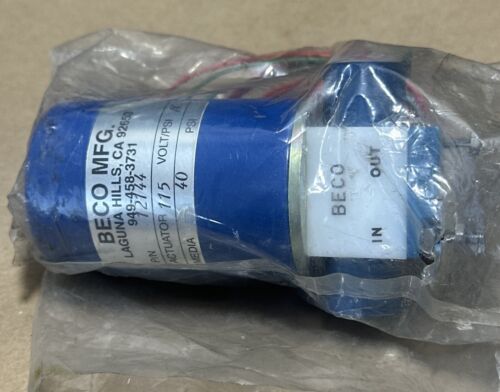 BECO MFG.
LAGUNA HILLS, CA 92653
949-458-3731
P/N 12144
ACTUATOR 115 VOLT/PSI
MEDIA 40 PSI
BECO
IN OUT